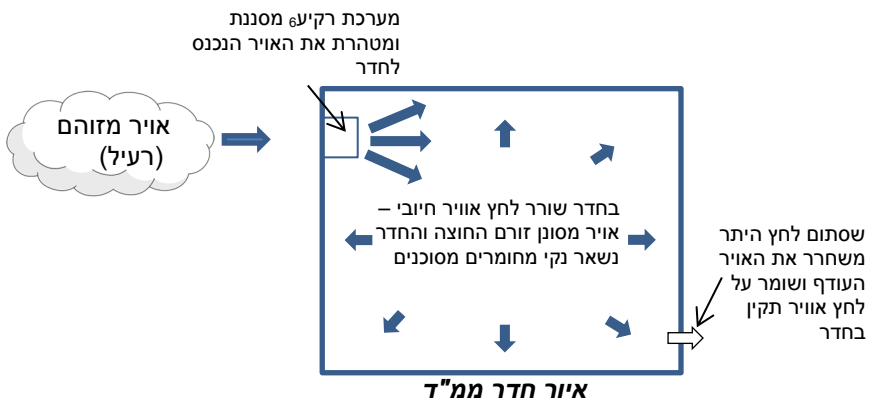 מערכת רקיע6 מסננת
ומטהרת את האויר הנכנס
לחדר
אויר מזוהם
(רעיל)
בחדר שורר לחץ אוויר חיובי –
אויר מסונן זורם החוצה והחדר
נשאר נקי מחומרים מסוכנים
שסתום לחץ היתר
משחרר את האויר
העודף ושומר על
לחץ אוויר תקין
בחדר
איור חדר ממ"ד